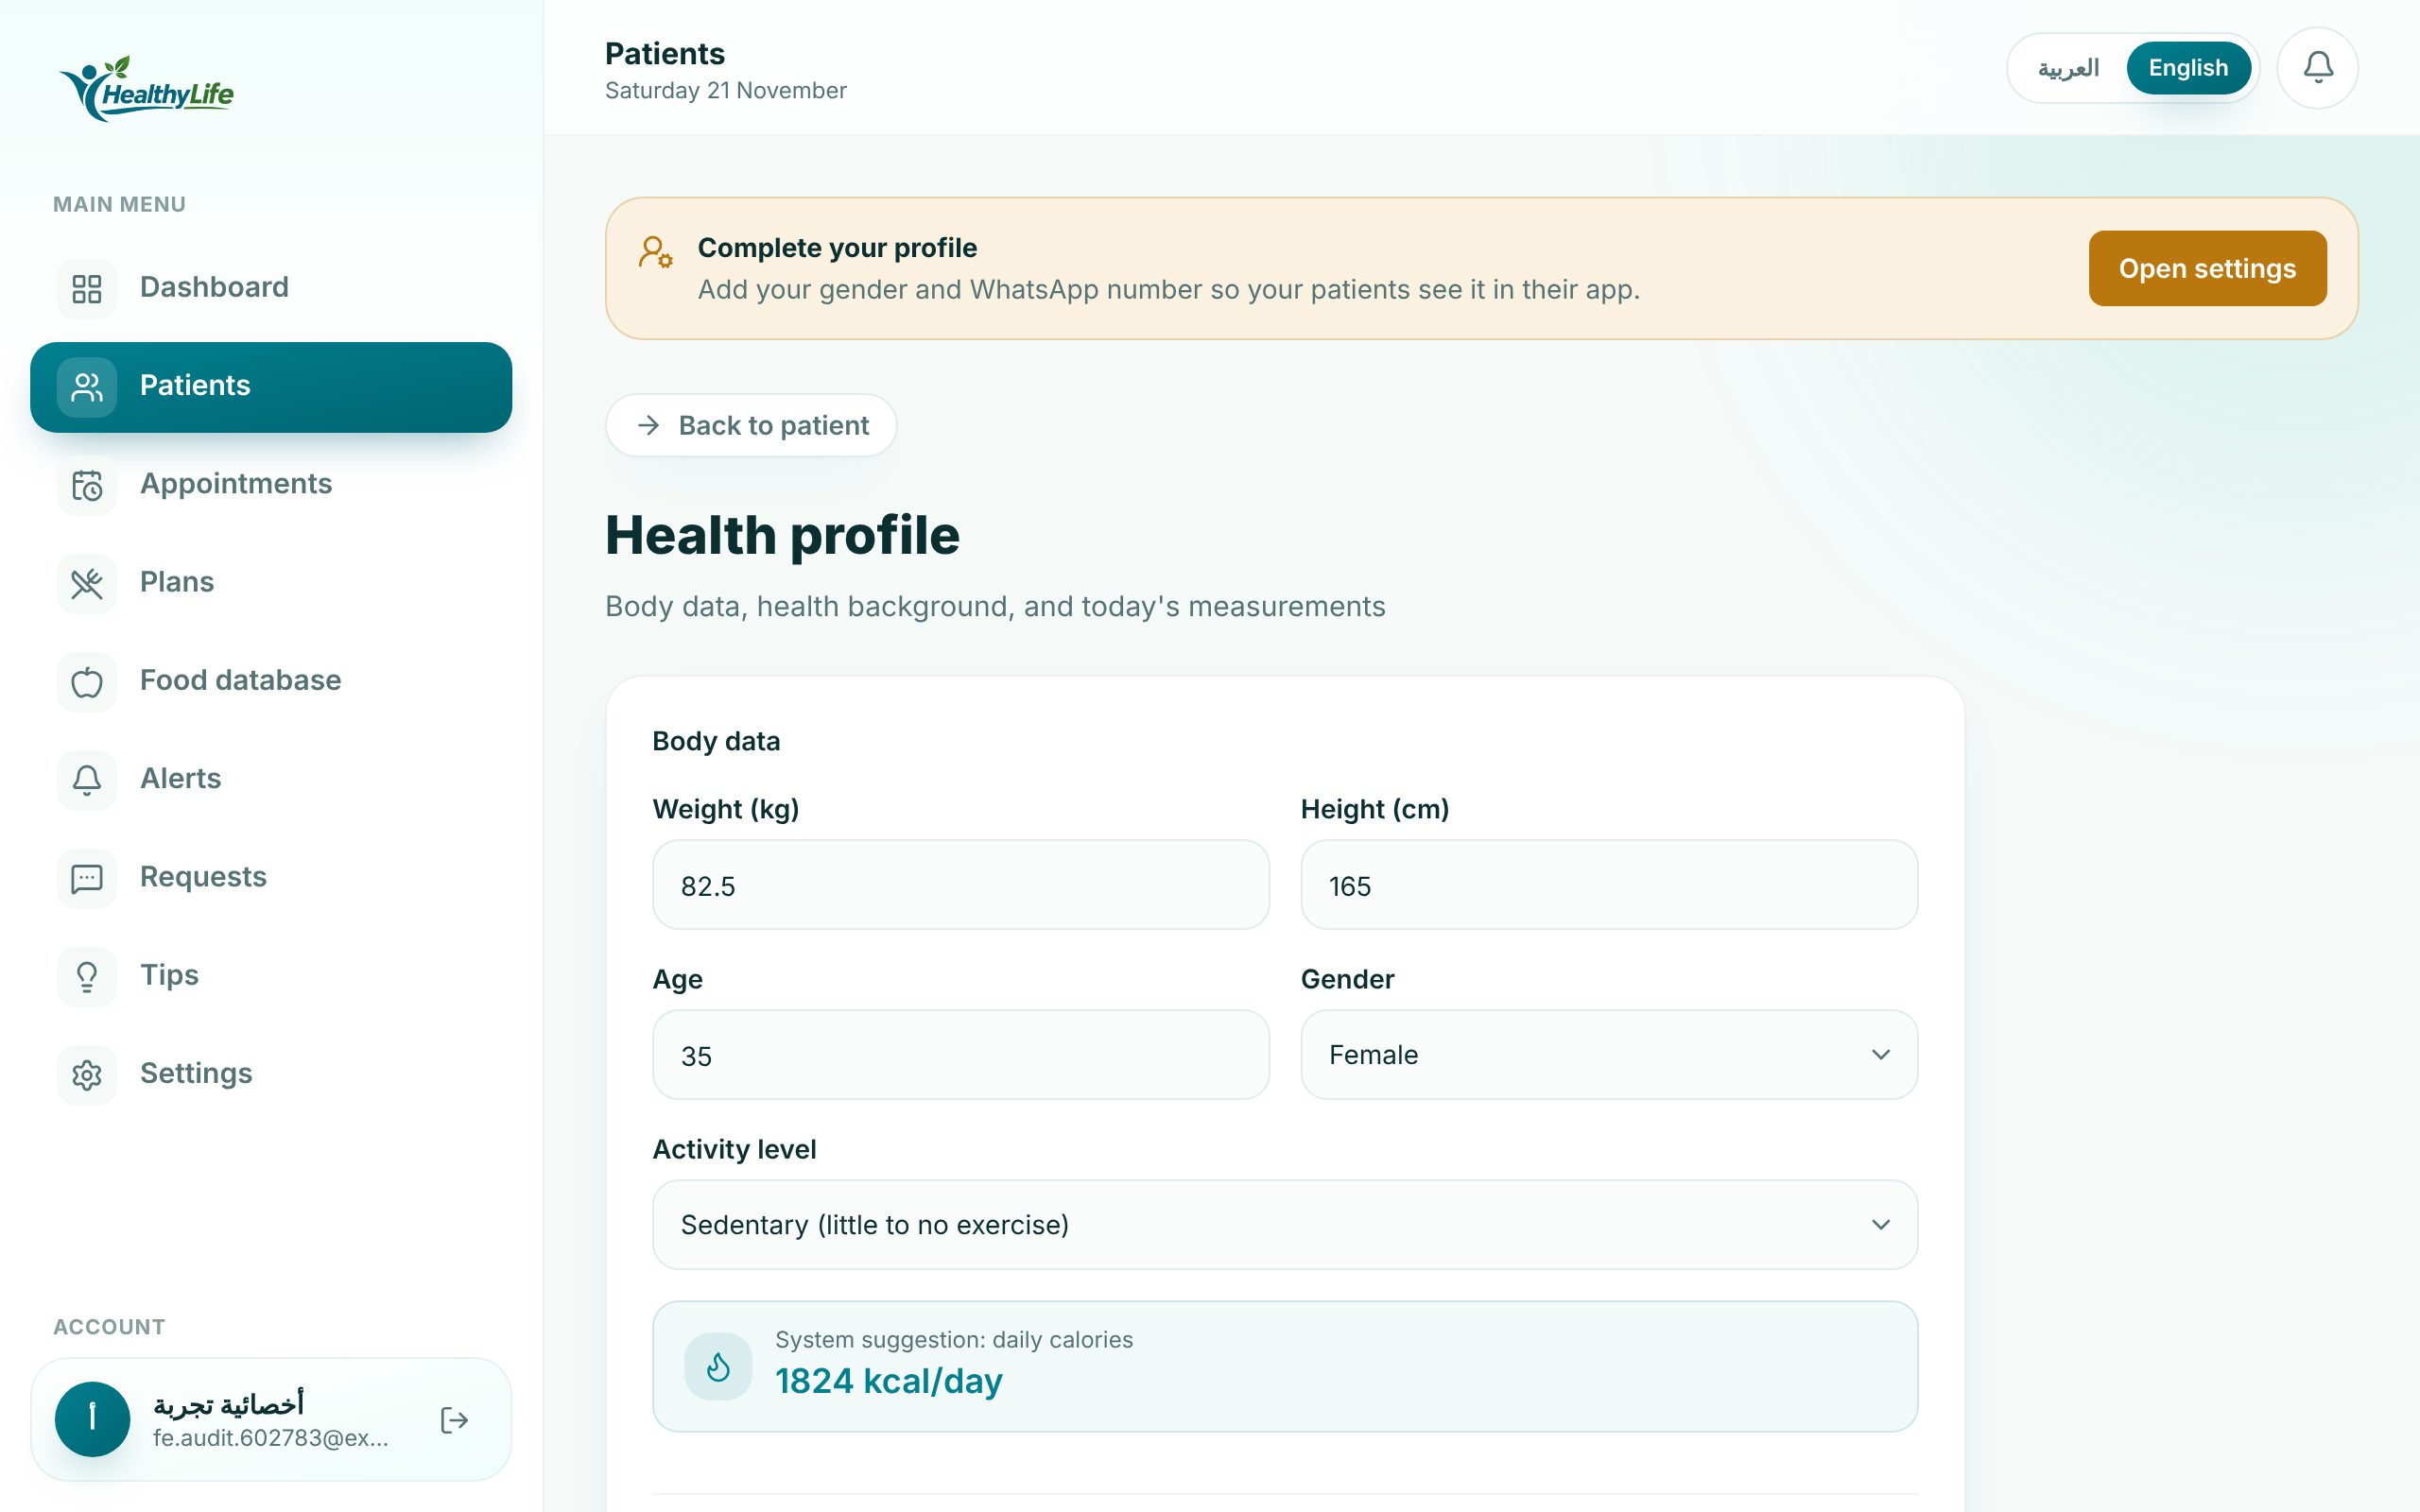 HealthyLife
MAIN MENU
Dashboard
Patients
Appointments
Plans
Food database
Alerts
Requests
Tips
Settings
ACCOUNT
أ
أخصائية تجربة
fe.audit.602783@ex...
Patients
Saturday 21 November
العربية
English
Complete your profile
Add your gender and WhatsApp number so your patients see it in their app.
Open settings
Back to patient
Health profile
Body data, health background, and today's measurements
Body data
Weight (kg)
Height (cm)
82.5
165
Age
Gender
35
Female
Activity level
Sedentary (little to no exercise)
System suggestion: daily calories
1824 kcal/day